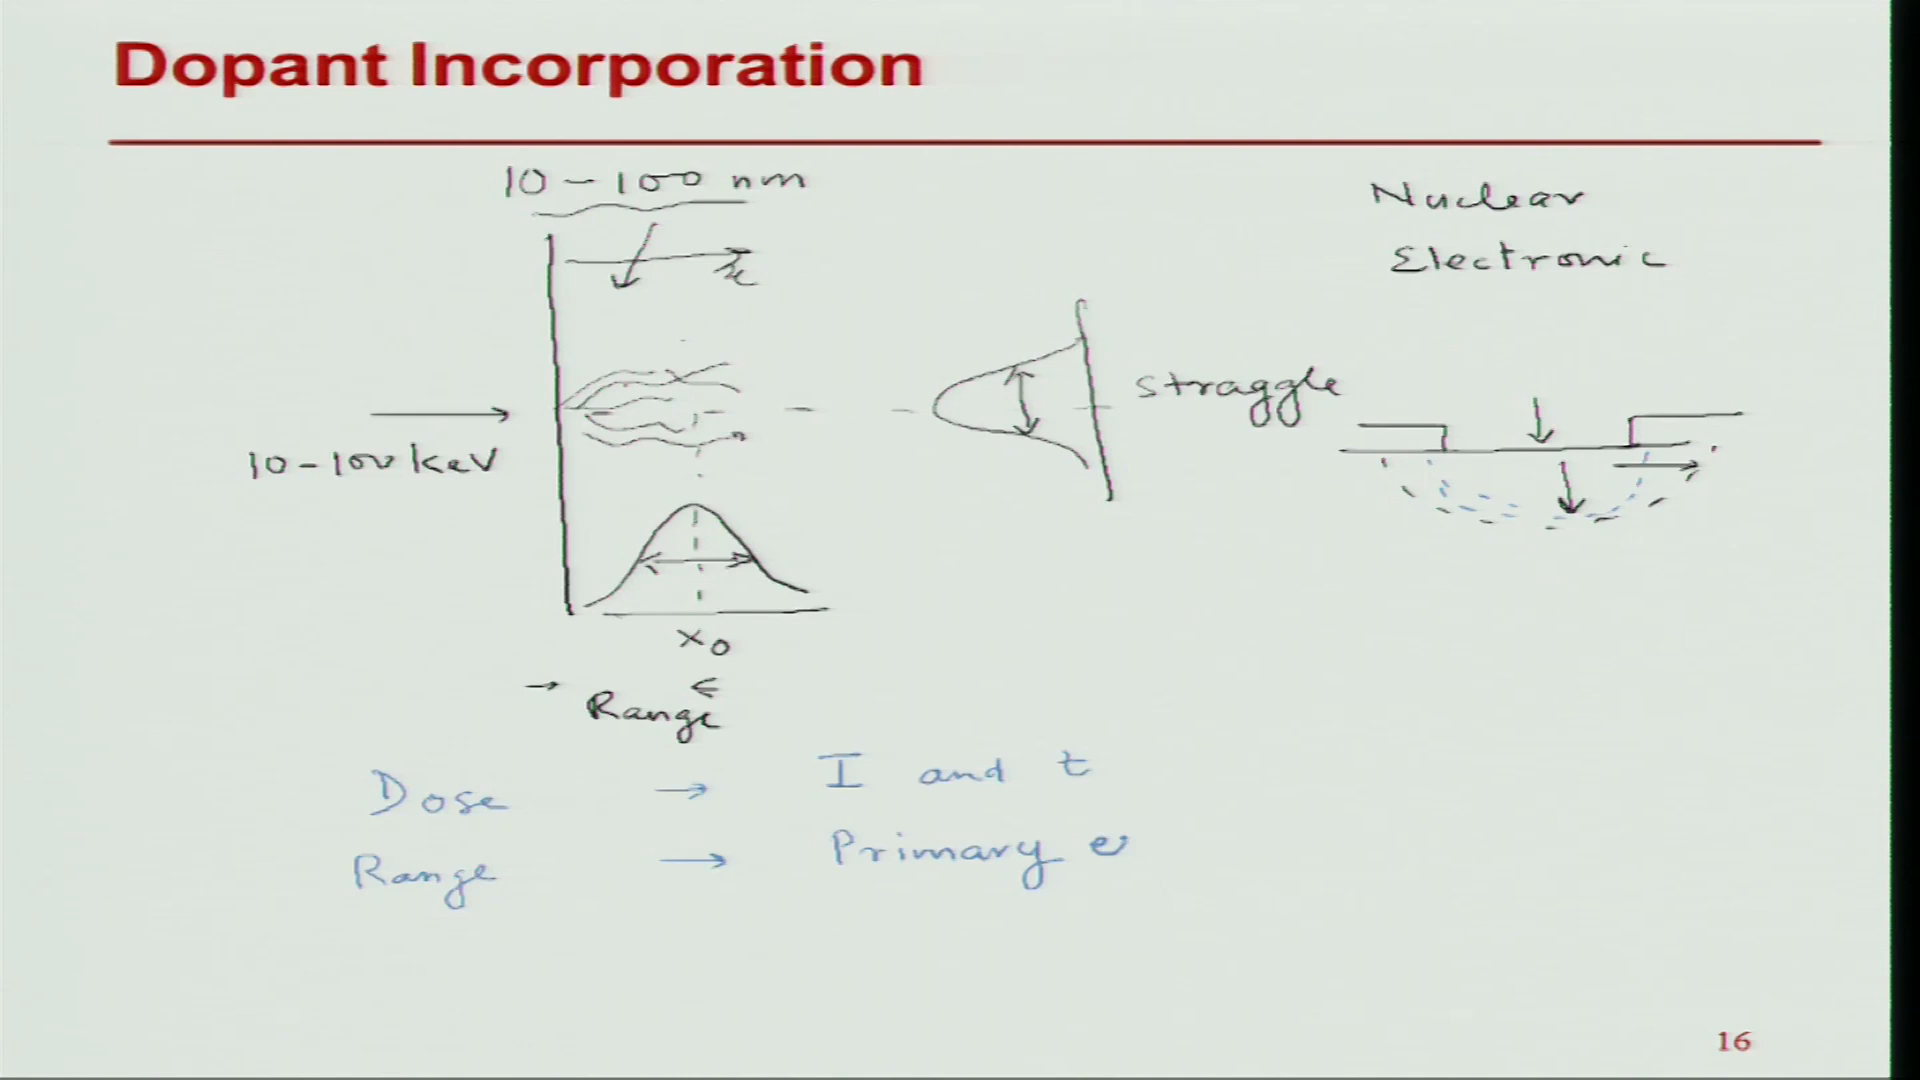 Dopant Incorporation
10 - 100 nm
x
Nuclear
Electronic
Straggle
10-100 keV
x0
Range
Dose → I and t
Range → Primary e
16